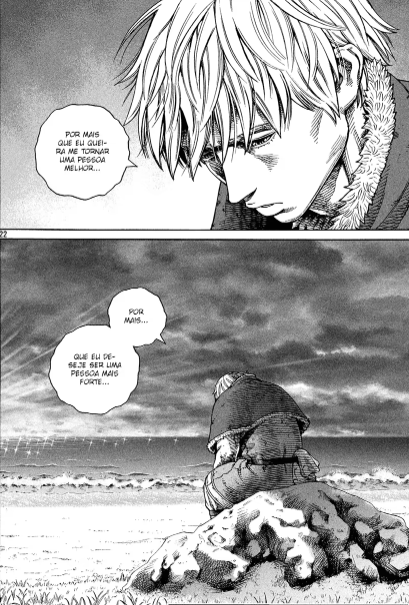 POR MAIS
QUE EU QUEI-
RA ME TORNAR
UMA PESSOA
MELHOR...
22
POR
MAIS...
QUE EU DE-
SEJE SER UMA
PESSOA MAIS
FORTE...